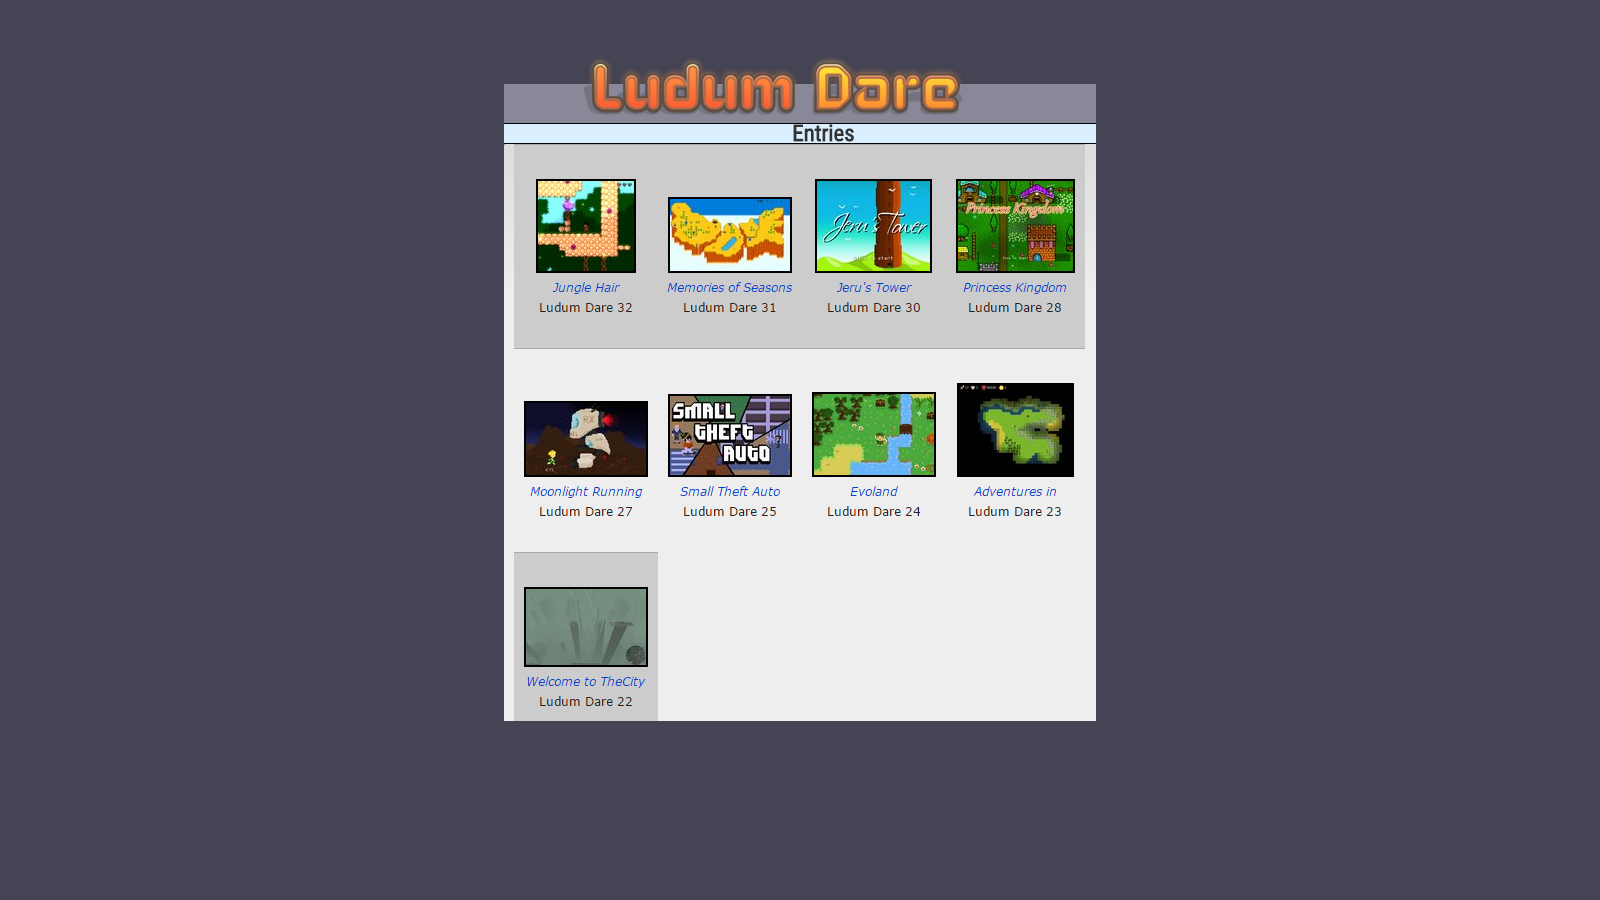 Ludum Dare
Entries
Jeru's Tower
Princess Kingdom
Jungle Hair
Memories of Seasons
Jeru's Tower
Princess Kingdom
Ludum Dare 32
Ludum Dare 31
Ludum Dare 30
Ludum Dare 28
SMALL
THEFT
AUTO
Moonlight Running
Small Theft Auto
Evoland
Adventures in
Ludum Dare 27
Ludum Dare 25
Ludum Dare 24
Ludum Dare 23
Welcome to TheCity
Ludum Dare 22